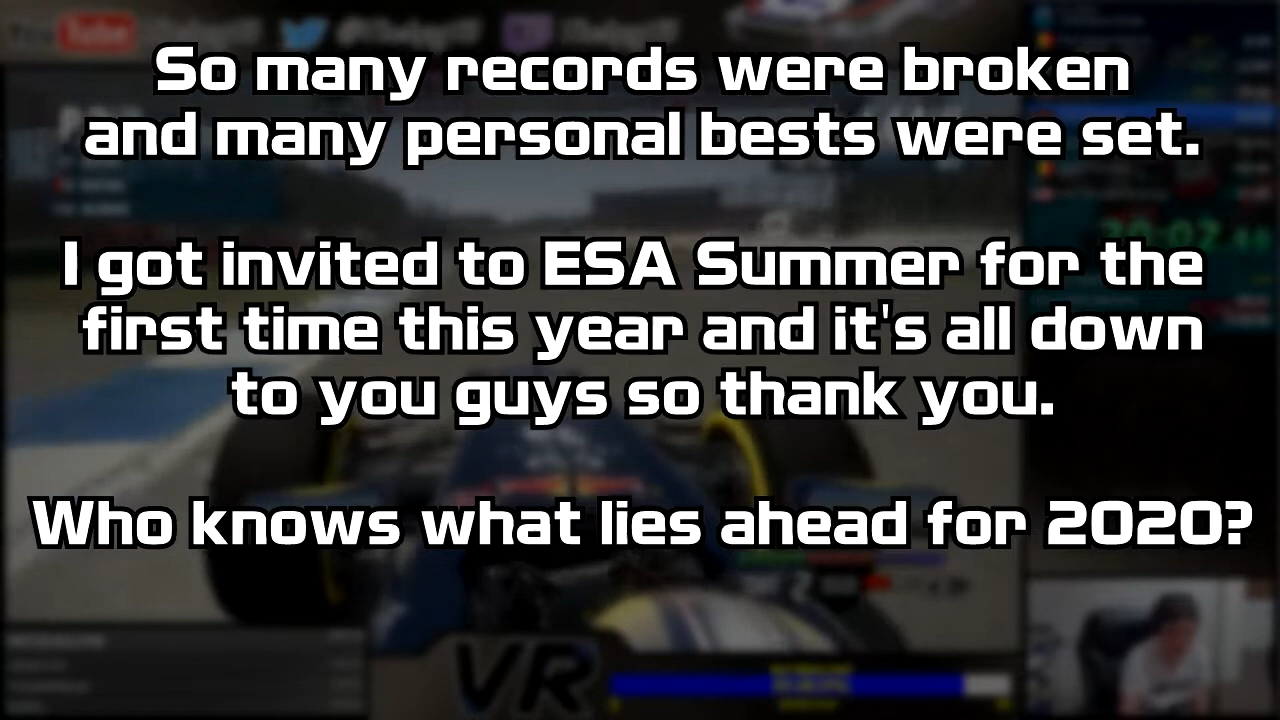 So many records were broken
and many personal bests were set.
I got invited to ESA Summer for the
first time this year and it's all down
to you guys so thank you.
Who knows what lies ahead for 2020?
VR